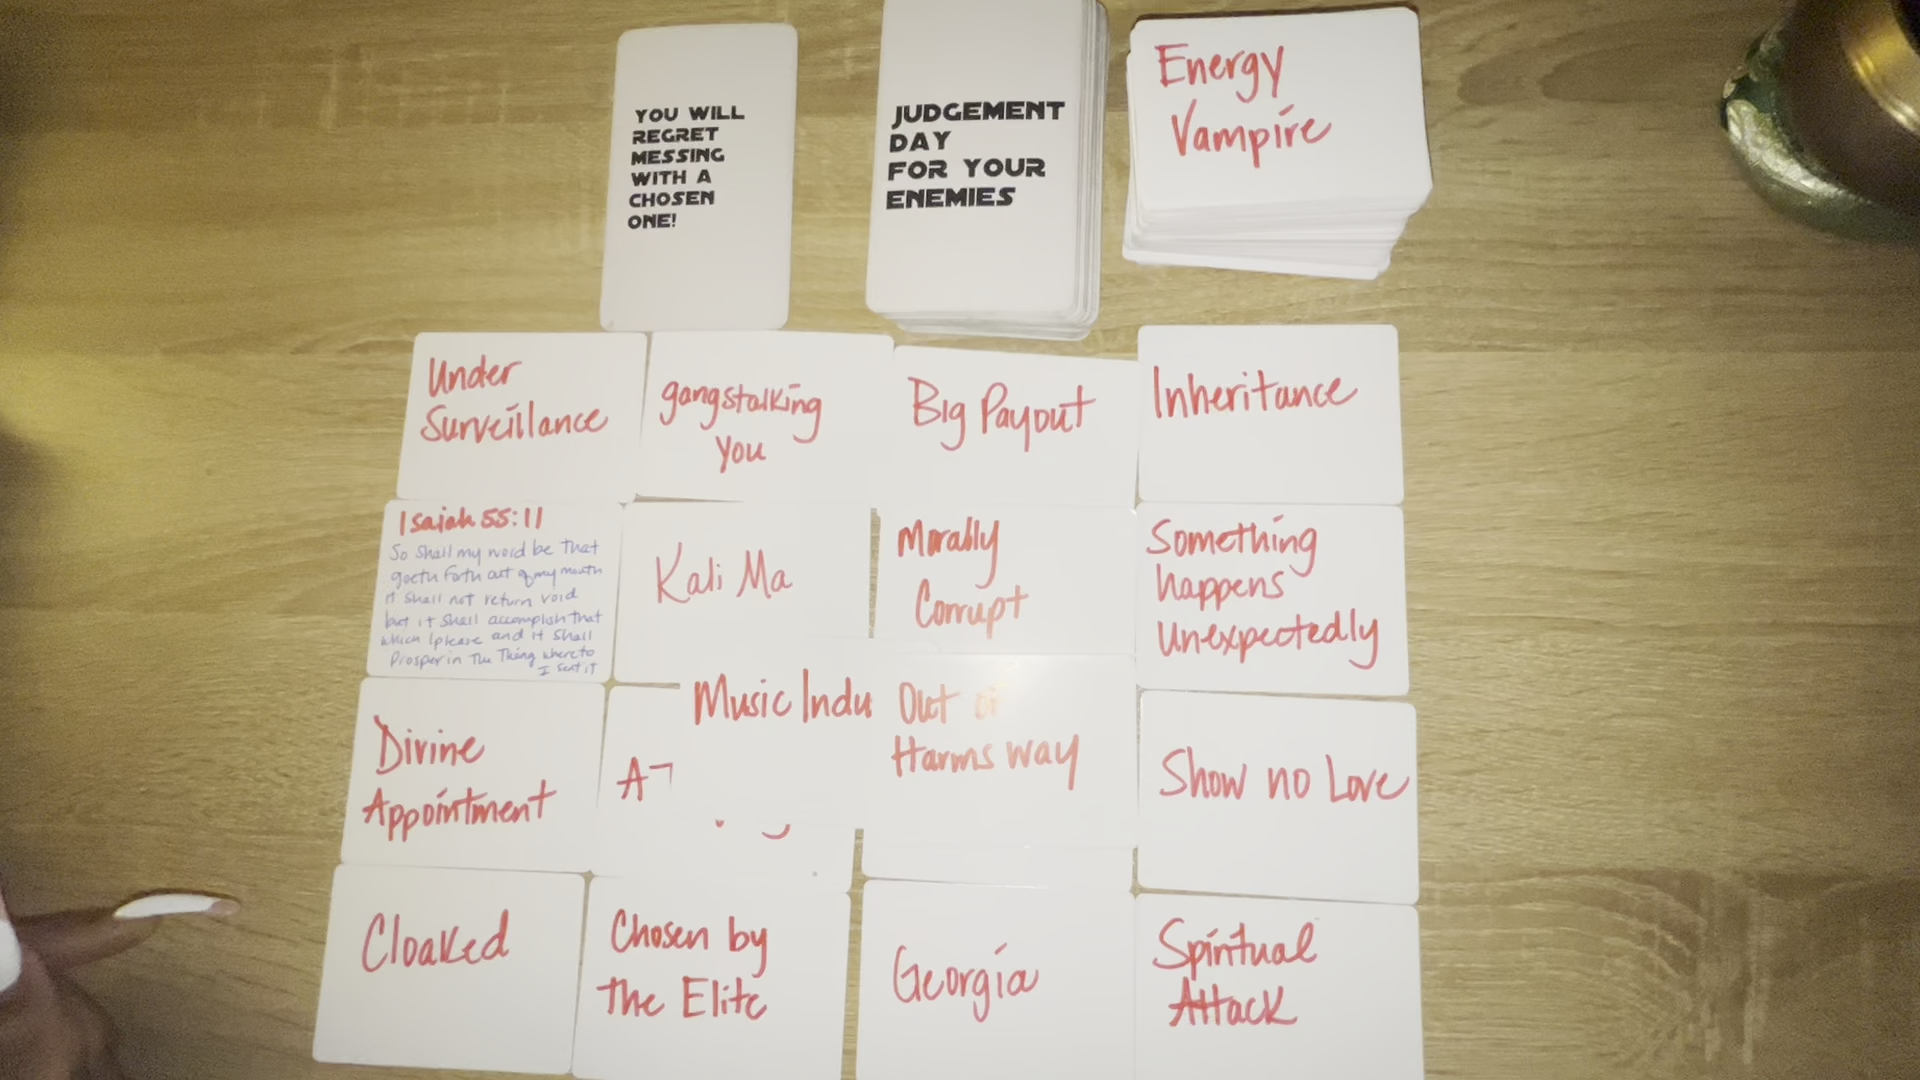 YOU WILL
REGRET
MESSING
WITH A
CHOSEN
ONE!
JUDGEMENT
DAY
FOR YOUR
ENEMIES
Energy
Vampire
Under
Surveillance
gangstalking
You
Big Payout
Inheritance
Isaiah 55:11
So shall my word be that
goeth forth out of my mouth
it shall not return void
but it shall accomplish that
which I please and it shall
Prosper in The Thing whereto
I sent it
Kali Ma
Morally
Corrupt
Something
happens
Unexpectedly
Divine
Appointment
Music Indu
Out of
Harms way
Show no Love
Cloaked
Chosen by
The Elite
Georgia
Spiritual
Attack